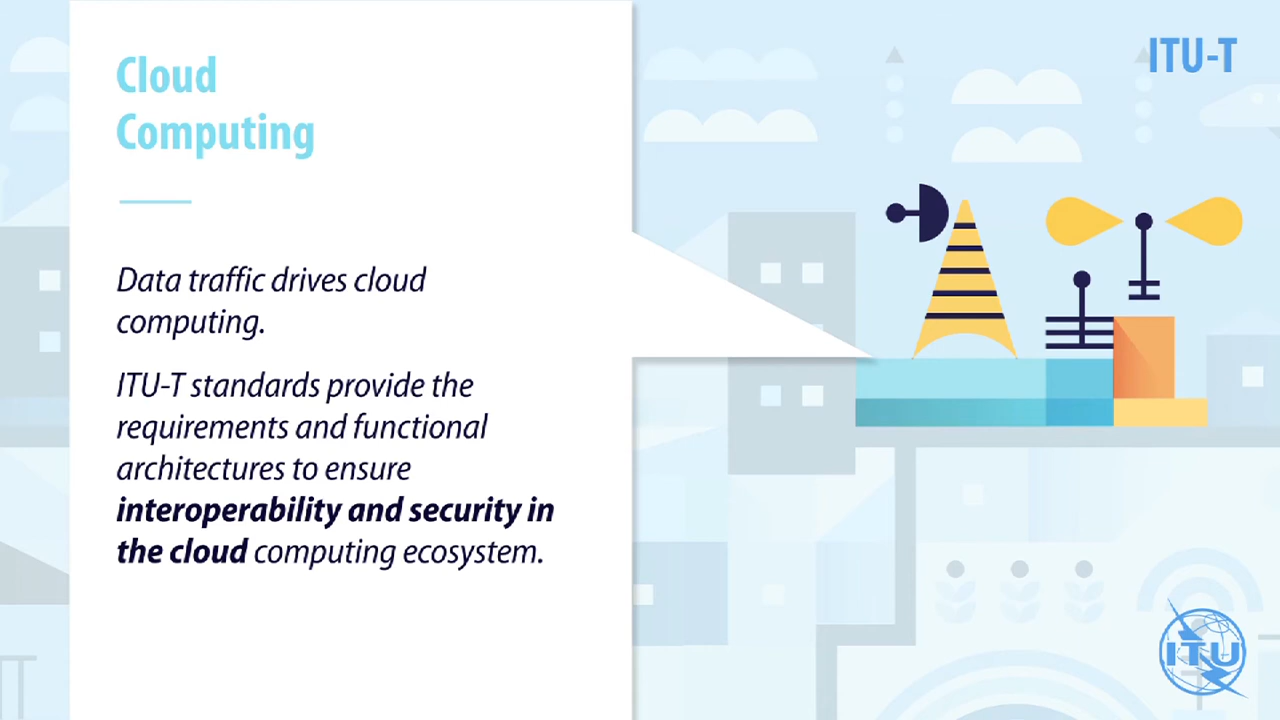 Cloud
Computing
Data traffic drives cloud
computing.
ITU-T standards provide the
requirements and functional
architectures to ensure
interoperability and security in
the cloud computing ecosystem.
ITU-T
ITU